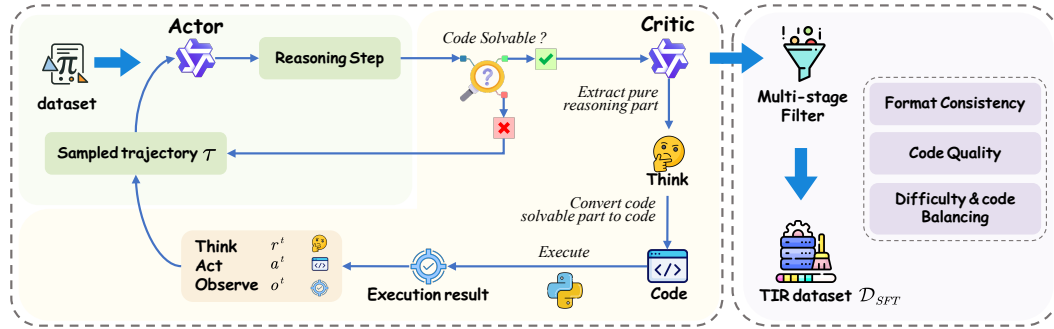 Actor
Critic
Code Solvable ?
Reasoning Step
dataset
Extract pure
reasoning part
Sampled trajectory τ
Think
Convert code
solvable part to code
Think r^t
Act a^t
Observe o^t
Execution result
Execute
Code
Multi-stage
Filter
Format Consistency
Code Quality
Difficulty & code
Balancing
TIR dataset 𝒟_SFT